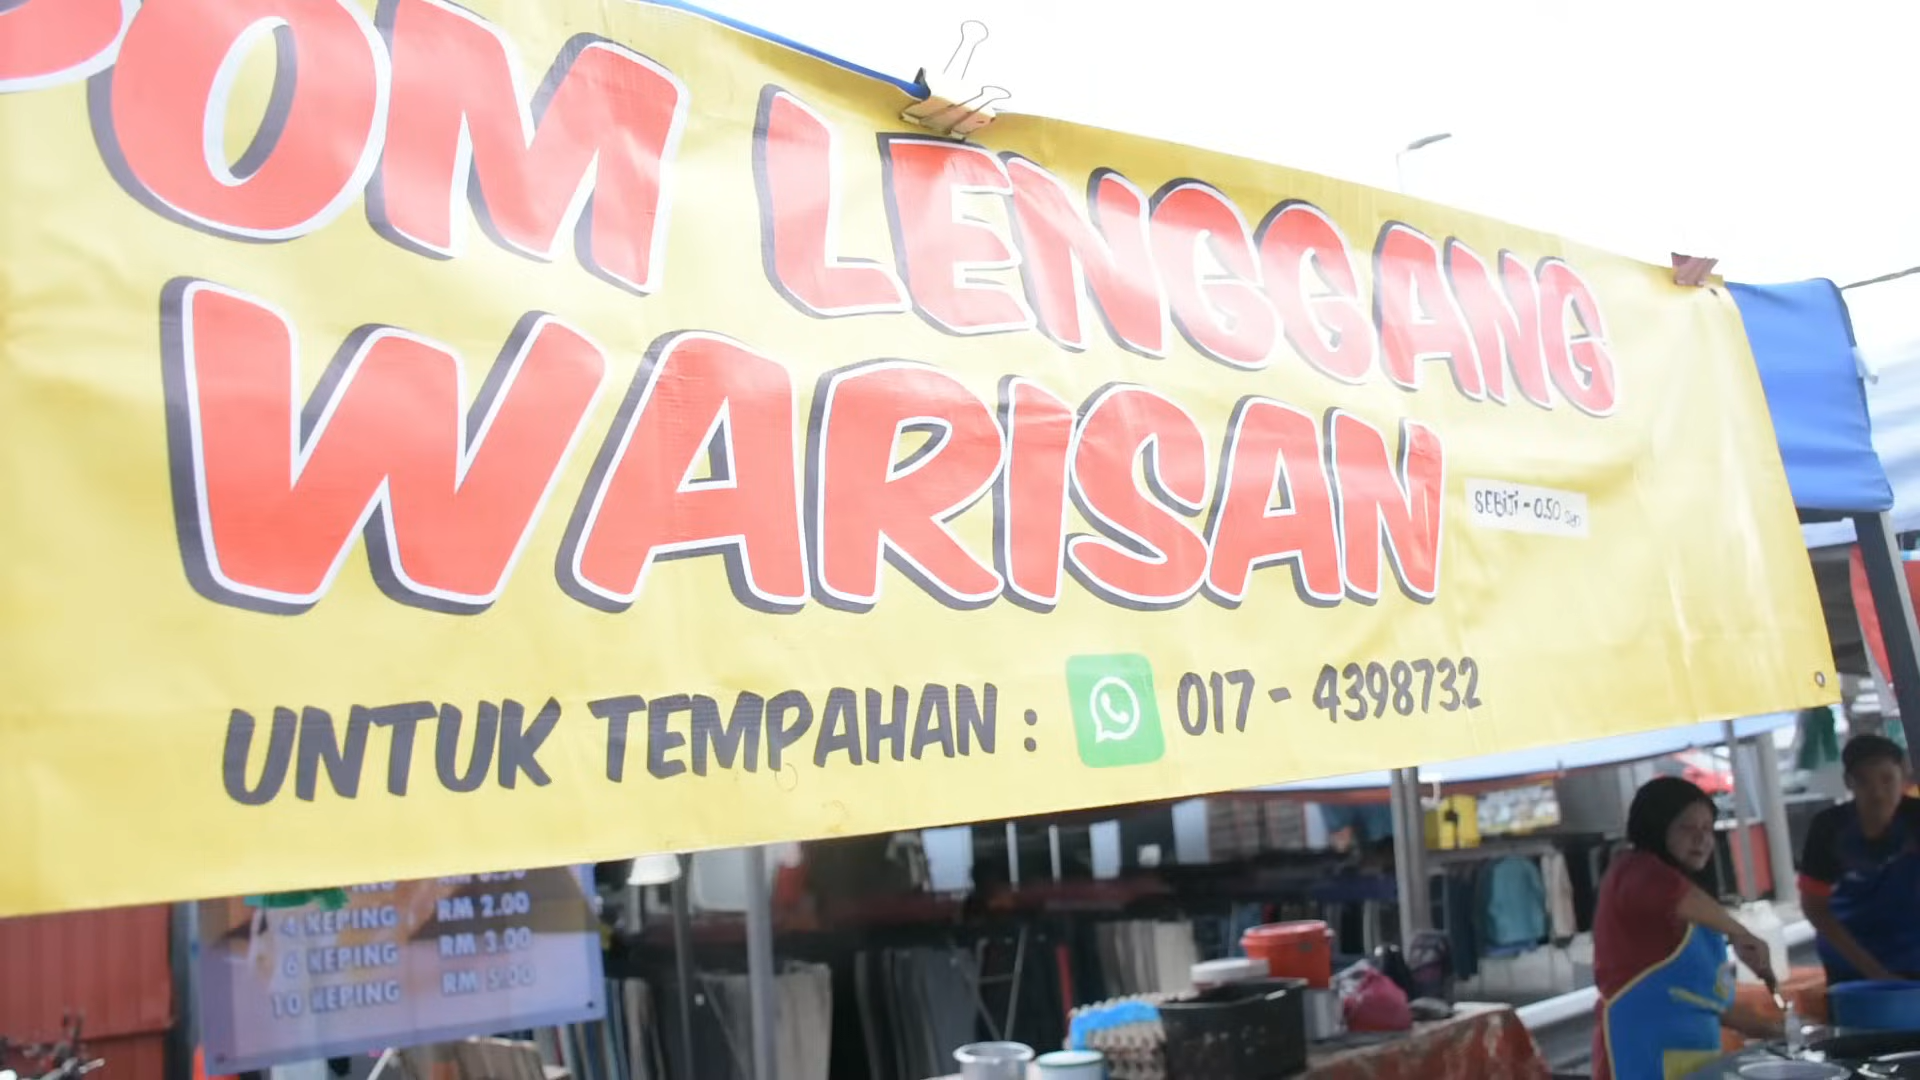 OM LENGGANG
WARISAN
SEBIJI - 0.50 sen
UNTUK TEMPAHAN : 017 - 4398732
4 KEPING RM 2.00
6 KEPING RM 3.00
10 KEPING RM 5.00